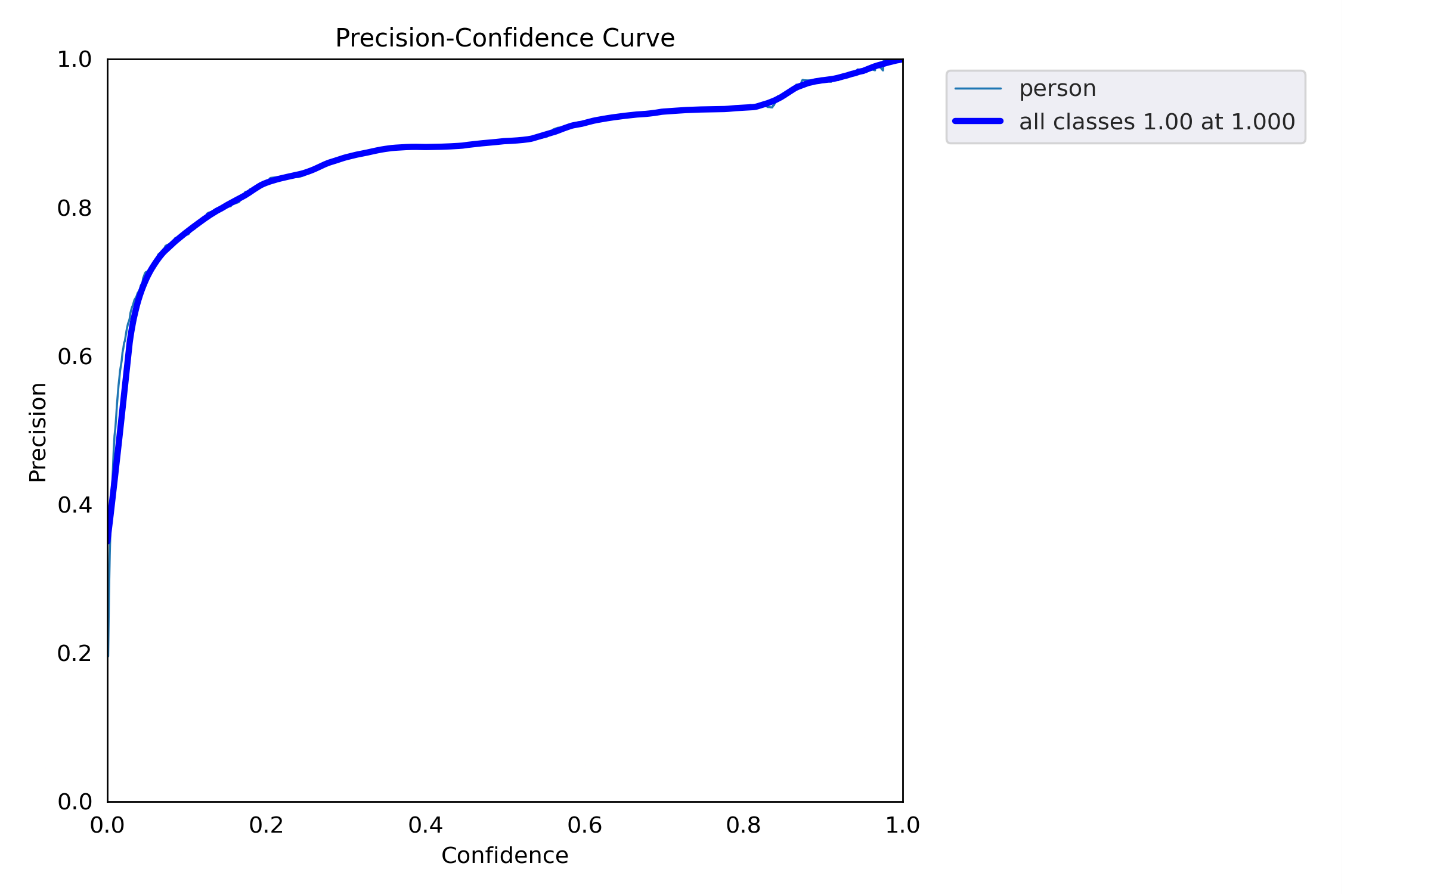 Precision-Confidence Curve
1.0
0.8
0.6
0.4
0.2
0.0
Precision
0.0 0.2 0.4 0.6 0.8 1.0
Confidence
person
all classes 1.00 at 1.000